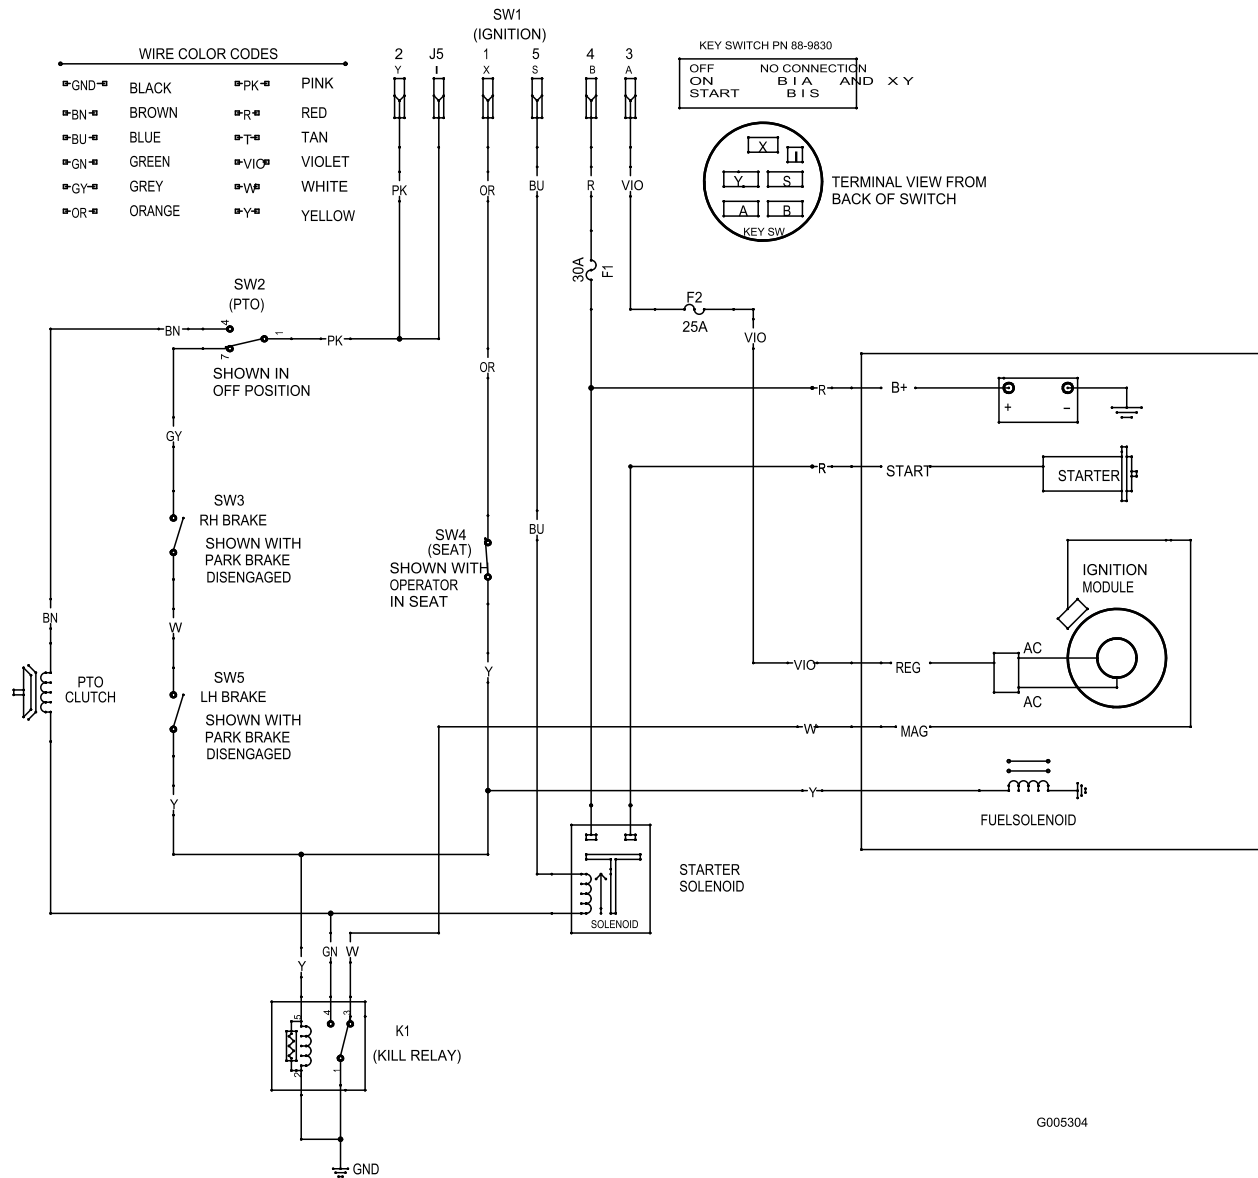 SW1
(IGNITION)
WIRE COLOR CODES
GND BLACK
BN BROWN
BU BLUE
GN GREEN
GY GREY
OR ORANGE
PK PINK
R RED
T TAN
VIO VIOLET
W WHITE
Y YELLOW
2 J5 1 5 4 3
Y I X S B A
KEY SWITCH PN 88-9830
OFF NO CONNECTION
ON B I A AND X Y
START B I S
X
I
Y S
A B
KEY SW
TERMINAL VIEW FROM
BACK OF SWITCH
PK OR BU R VIO
30A
F1
F2
25A
VIO
SW2
(PTO)
4
1
7
BN
PK
SHOWN IN
OFF POSITION
OR
R B+
+ -
GY
R START
STARTER
SW3
RH BRAKE
SHOWN WITH
PARK BRAKE
DISENGAGED
SW4
(SEAT)
SHOWN WITH
OPERATOR
IN SEAT
BU
IGNITION
MODULE
BN
W
Y
AC
VIO REG
AC
PTO
CLUTCH
SW5
LH BRAKE
SHOWN WITH
PARK BRAKE
DISENGAGED
W MAG
Y
Y
FUELSOLENOID
STARTER
SOLENOID
SOLENOID
Y GN W
5 4 3
2 1
K1
(KILL RELAY)
GND
G005304